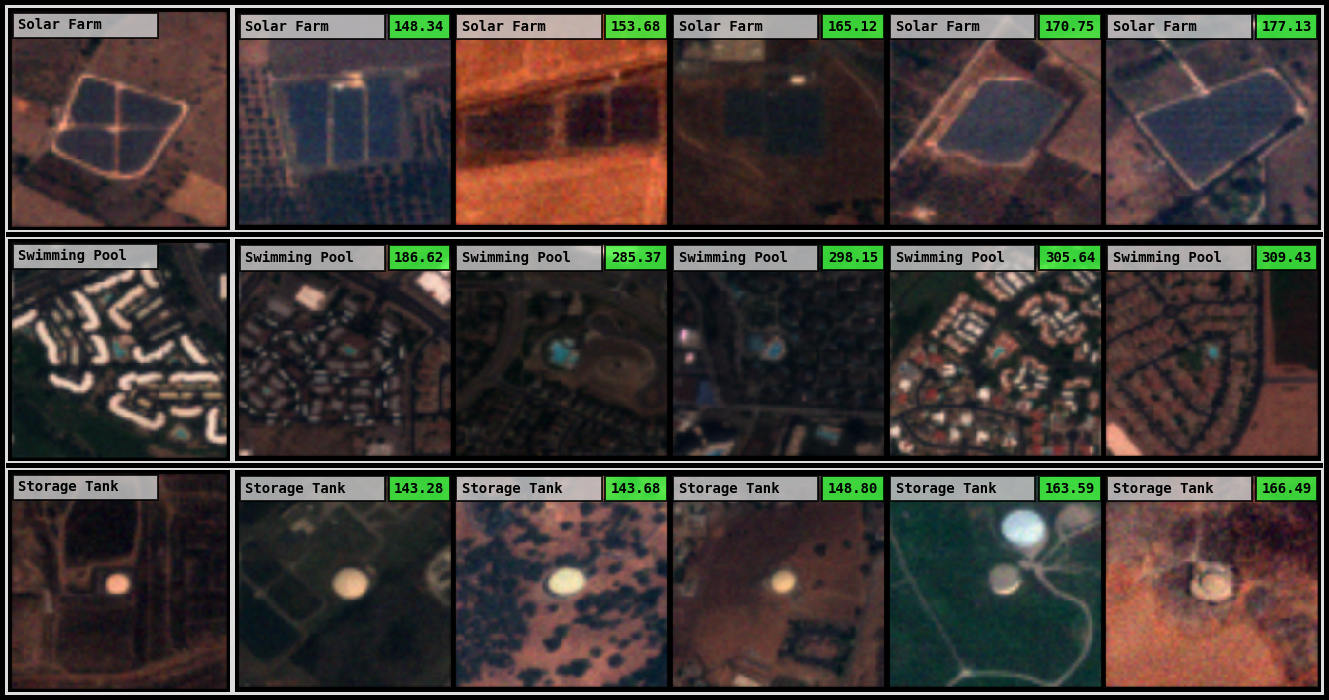 Solar Farm Solar Farm 148.34 Solar Farm 153.68 Solar Farm 165.12 Solar Farm 170.75 Solar Farm 177.13
Swimming Pool Swimming Pool 186.62 Swimming Pool 285.37 Swimming Pool 298.15 Swimming Pool 305.64 Swimming Pool 309.43
Storage Tank Storage Tank 143.28 Storage Tank 143.68 Storage Tank 148.80 Storage Tank 163.59 Storage Tank 166.49